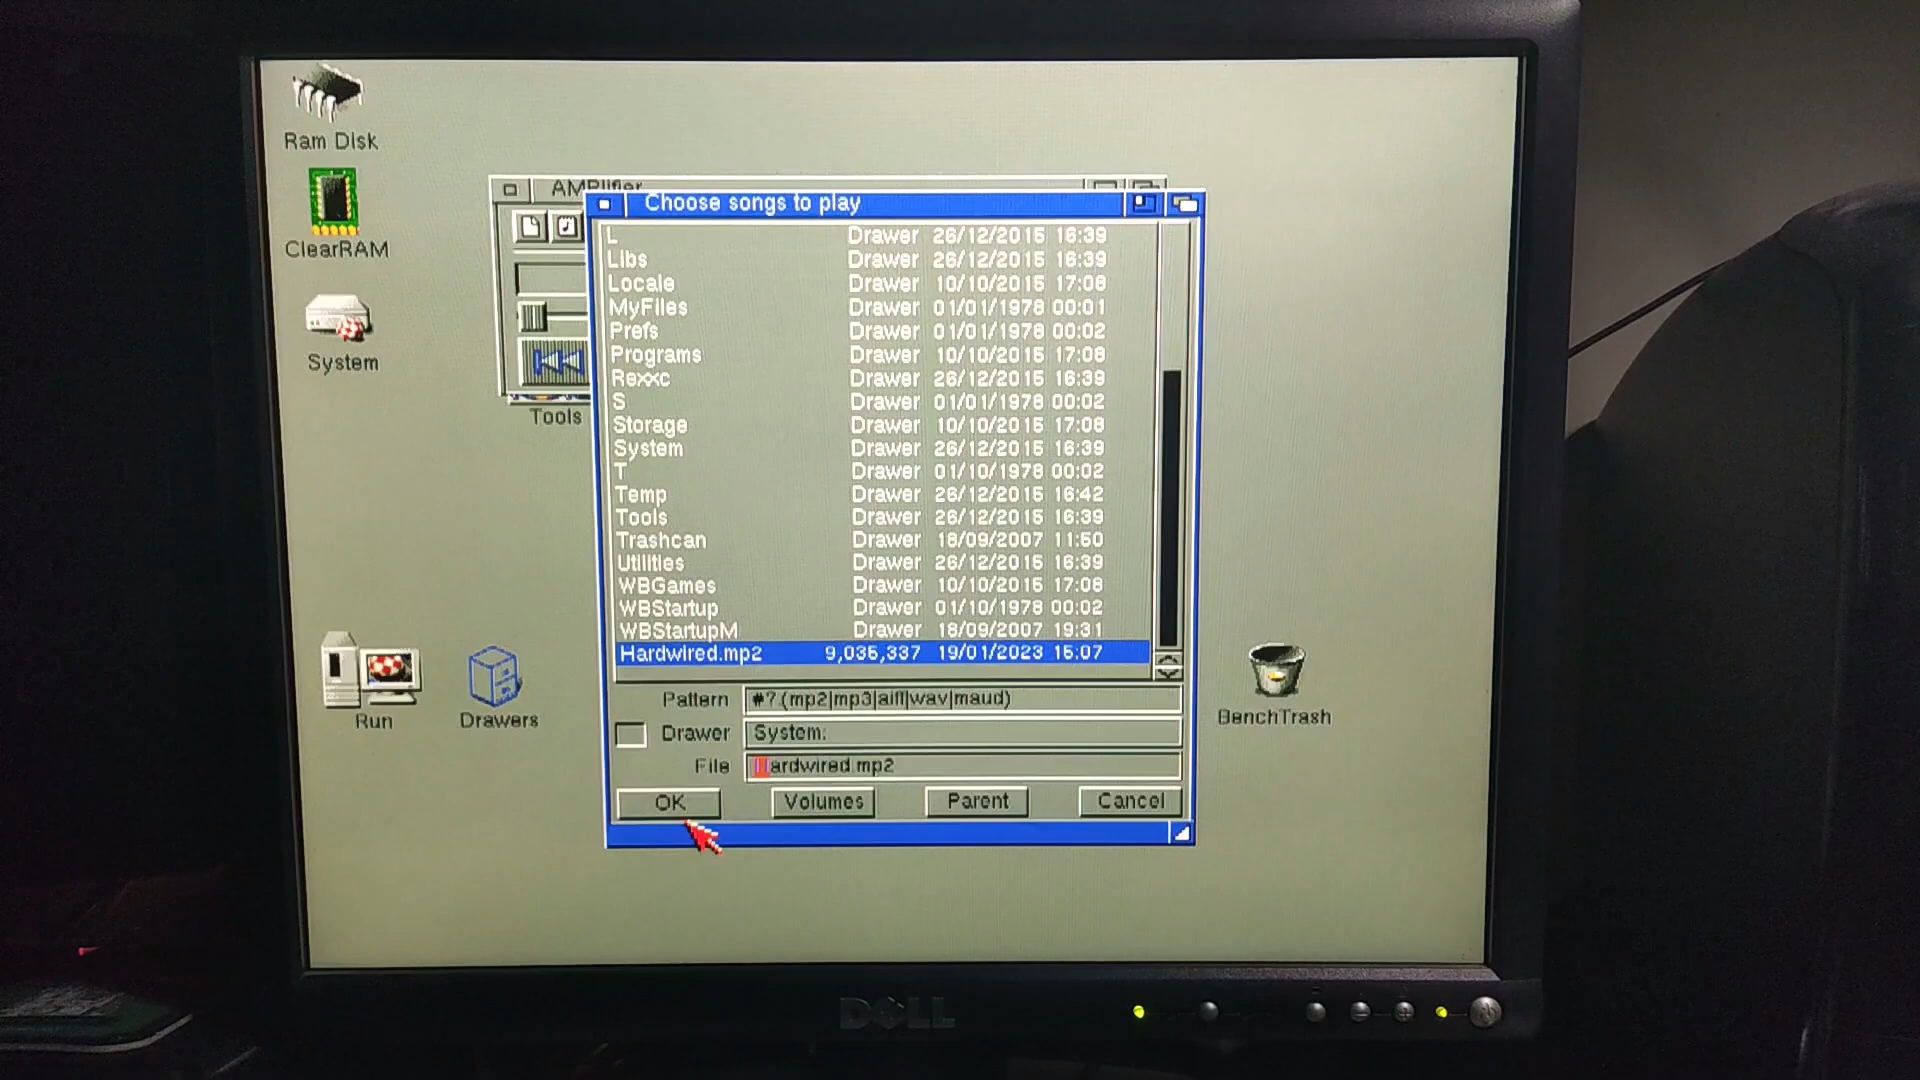 Ram Disk
ClearRAM
System
AMPlifier
Tools
Choose songs to play
L Drawer 26/12/2015 16:39
Libs Drawer 26/12/2015 16:39
Locale Drawer 10/10/2015 17:08
MyFiles Drawer 01/01/1978 00:01
Prefs Drawer 01/01/1978 00:02
Programs Drawer 10/10/2015 17:08
Rexxc Drawer 26/12/2015 16:39
S Drawer 01/01/1978 00:02
Storage Drawer 10/10/2015 17:08
System Drawer 26/12/2015 16:39
T Drawer 01/10/1978 00:02
Temp Drawer 26/12/2015 16:42
Tools Drawer 26/12/2015 16:39
Trashcan Drawer 18/09/2007 11:50
Utilities Drawer 26/12/2015 16:39
WBGames Drawer 10/10/2015 17:08
WBStartup Drawer 01/10/1978 00:02
WBStartupM Drawer 18/09/2007 19:31
Hardwired.mp2 9,035,337 19/01/2023 15:07
Pattern #?.(mp2|mp3|aiff|wav|maud)
Drawer System:
File Hardwired.mp2
OK Volumes Parent Cancel
Run
Drawers
BenchTrash
DELL